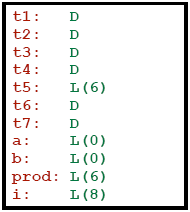 t1: D
t2: D
t3: D
t4: D
t5: L(6)
t6: D
t7: D
a: L(0)
b: L(0)
prod: L(6)
i: L(8)